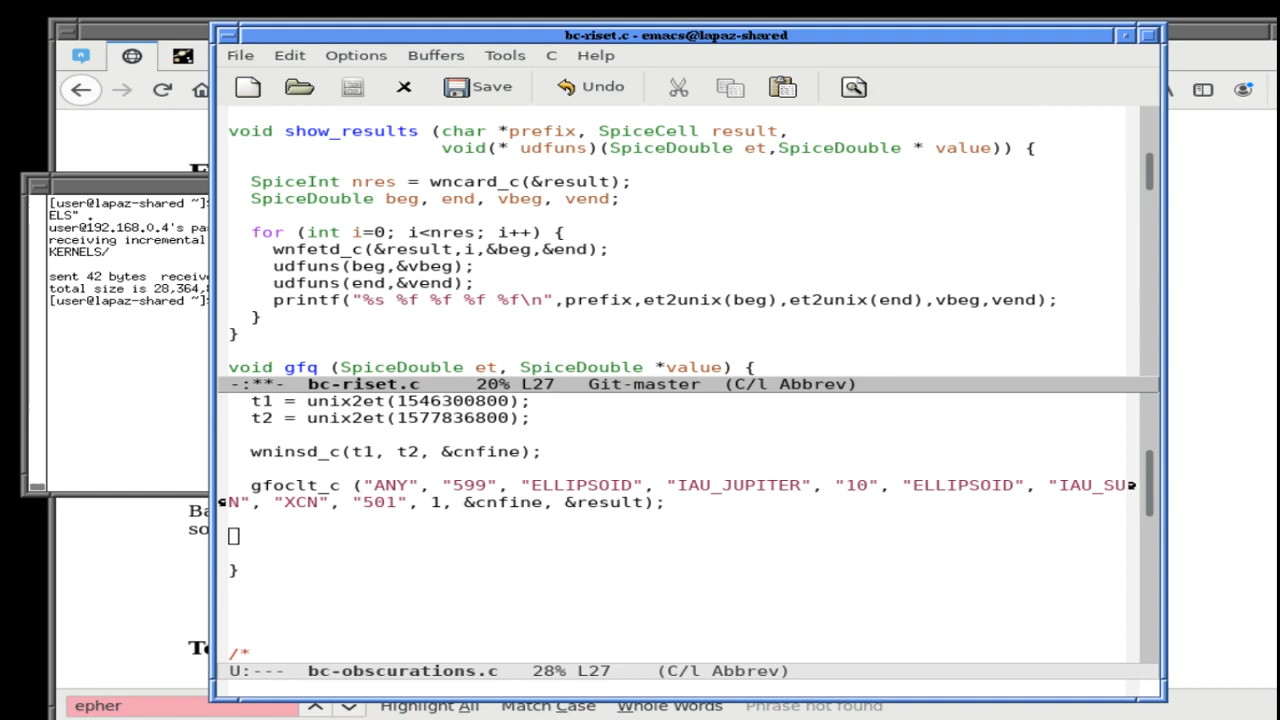 bc-riset.c - emacs@lapaz-shared
File Edit Options Buffers Tools C Help
Save Undo
void show_results (char *prefix, SpiceCell result,
void(* udfuns)(SpiceDouble et,SpiceDouble * value)) {
SpiceInt nres = wncard_c(&result);
SpiceDouble beg, end, vbeg, vend;
for (int i=0; i<nres; i++) {
wnfetd_c(&result,i,&beg,&end);
udfuns(beg,&vbeg);
udfuns(end,&vend);
printf("%s %f %f %f %f\n",prefix,et2unix(beg),et2unix(end),vbeg,vend);
}
}
void gfq (SpiceDouble et, SpiceDouble *value) {
-:**- bc-riset.c 20% L27 Git-master (C/l Abbrev)
t1 = unix2et(1546300800);
t2 = unix2et(1577836800);
wninsd_c(t1, t2, &cnfine);
gfoclt_c ("ANY", "599", "ELLIPSOID", "IAU_JUPITER", "10", "ELLIPSOID", "IAU_SU
N", "XCN", "501", 1, &cnfine, &result);
}
/*
U:--- bc-obscurations.c 28% L27 (C/l Abbrev)
[user@lapaz-shared ~]
ELS" .
user@192.168.0.4's pa
receiving incremental
KERNELS/
sent 42 bytes receiv
total size is 28,364,
[user@lapaz-shared ~]
Ba
so
To
epher Highlight All Match Case Whole Words Phrase not found